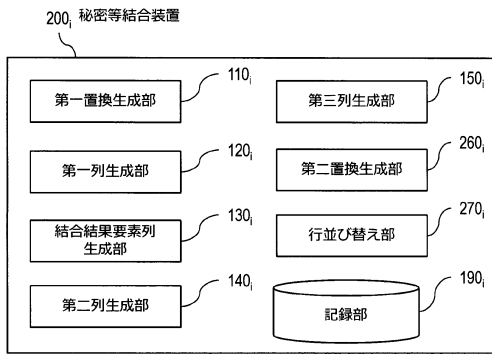 200i 秘密等結合装置
第一置換生成部 110i
第一列生成部 120i
結合結果要素列
生成部 130i
第二列生成部 140i
第三列生成部 150i
第二置換生成部 260i
行並び替え部 270i
記録部 190i